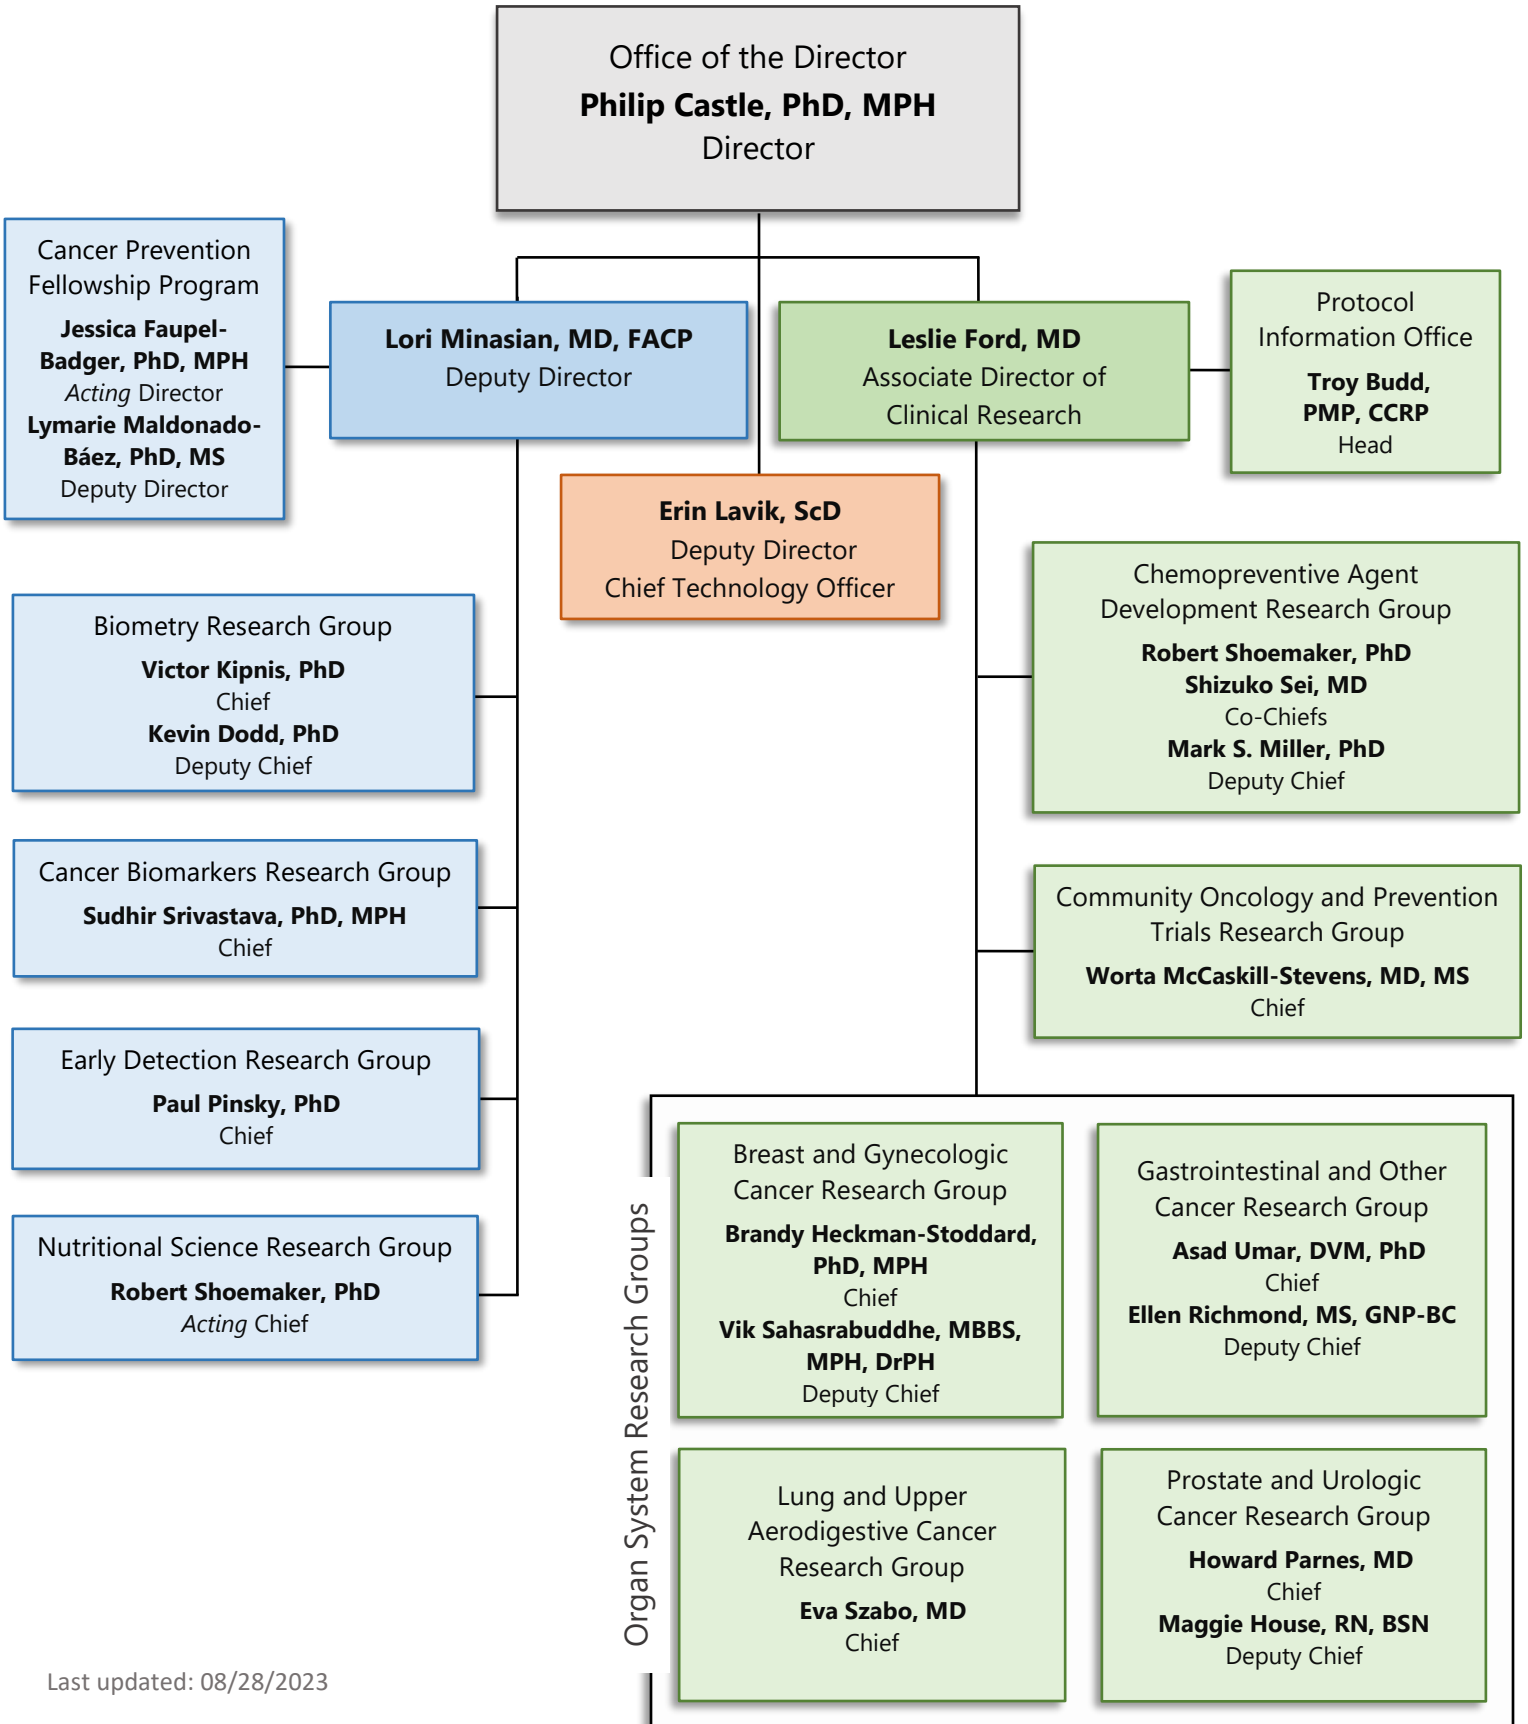 Office of the Director
Philip Castle, PhD, MPH
Director
Cancer Prevention
Fellowship Program
Jessica Faupel-
Badger, PhD, MPH
Acting Director
Lymarie Maldonado-
Báez, PhD, MS
Deputy Director
Lori Minasian, MD, FACP
Deputy Director
Leslie Ford, MD
Associate Director of
Clinical Research
Protocol
Information Office
Troy Budd,
PMP, CCRP
Head
Erin Lavik, ScD
Deputy Director
Chief Technology Officer
Biometry Research Group
Victor Kipnis, PhD
Chief
Kevin Dodd, PhD
Deputy Chief
Cancer Biomarkers Research Group
Sudhir Srivastava, PhD, MPH
Chief
Early Detection Research Group
Paul Pinsky, PhD
Chief
Nutritional Science Research Group
Robert Shoemaker, PhD
Acting Chief
Chemopreventive Agent
Development Research Group
Robert Shoemaker, PhD
Shizuko Sei, MD
Co-Chiefs
Mark S. Miller, PhD
Deputy Chief
Community Oncology and Prevention
Trials Research Group
Worta McCaskill-Stevens, MD, MS
Chief
Organ System Research Groups
Breast and Gynecologic
Cancer Research Group
Brandy Heckman-Stoddard,
PhD, MPH
Chief
Vik Sahasrabuddhe, MBBS,
MPH, DrPH
Deputy Chief
Gastrointestinal and Other
Cancer Research Group
Asad Umar, DVM, PhD
Chief
Ellen Richmond, MS, GNP-BC
Deputy Chief
Lung and Upper
Aerodigestive Cancer
Research Group
Eva Szabo, MD
Chief
Prostate and Urologic
Cancer Research Group
Howard Parnes, MD
Chief
Maggie House, RN, BSN
Deputy Chief
Last updated: 08/28/2023